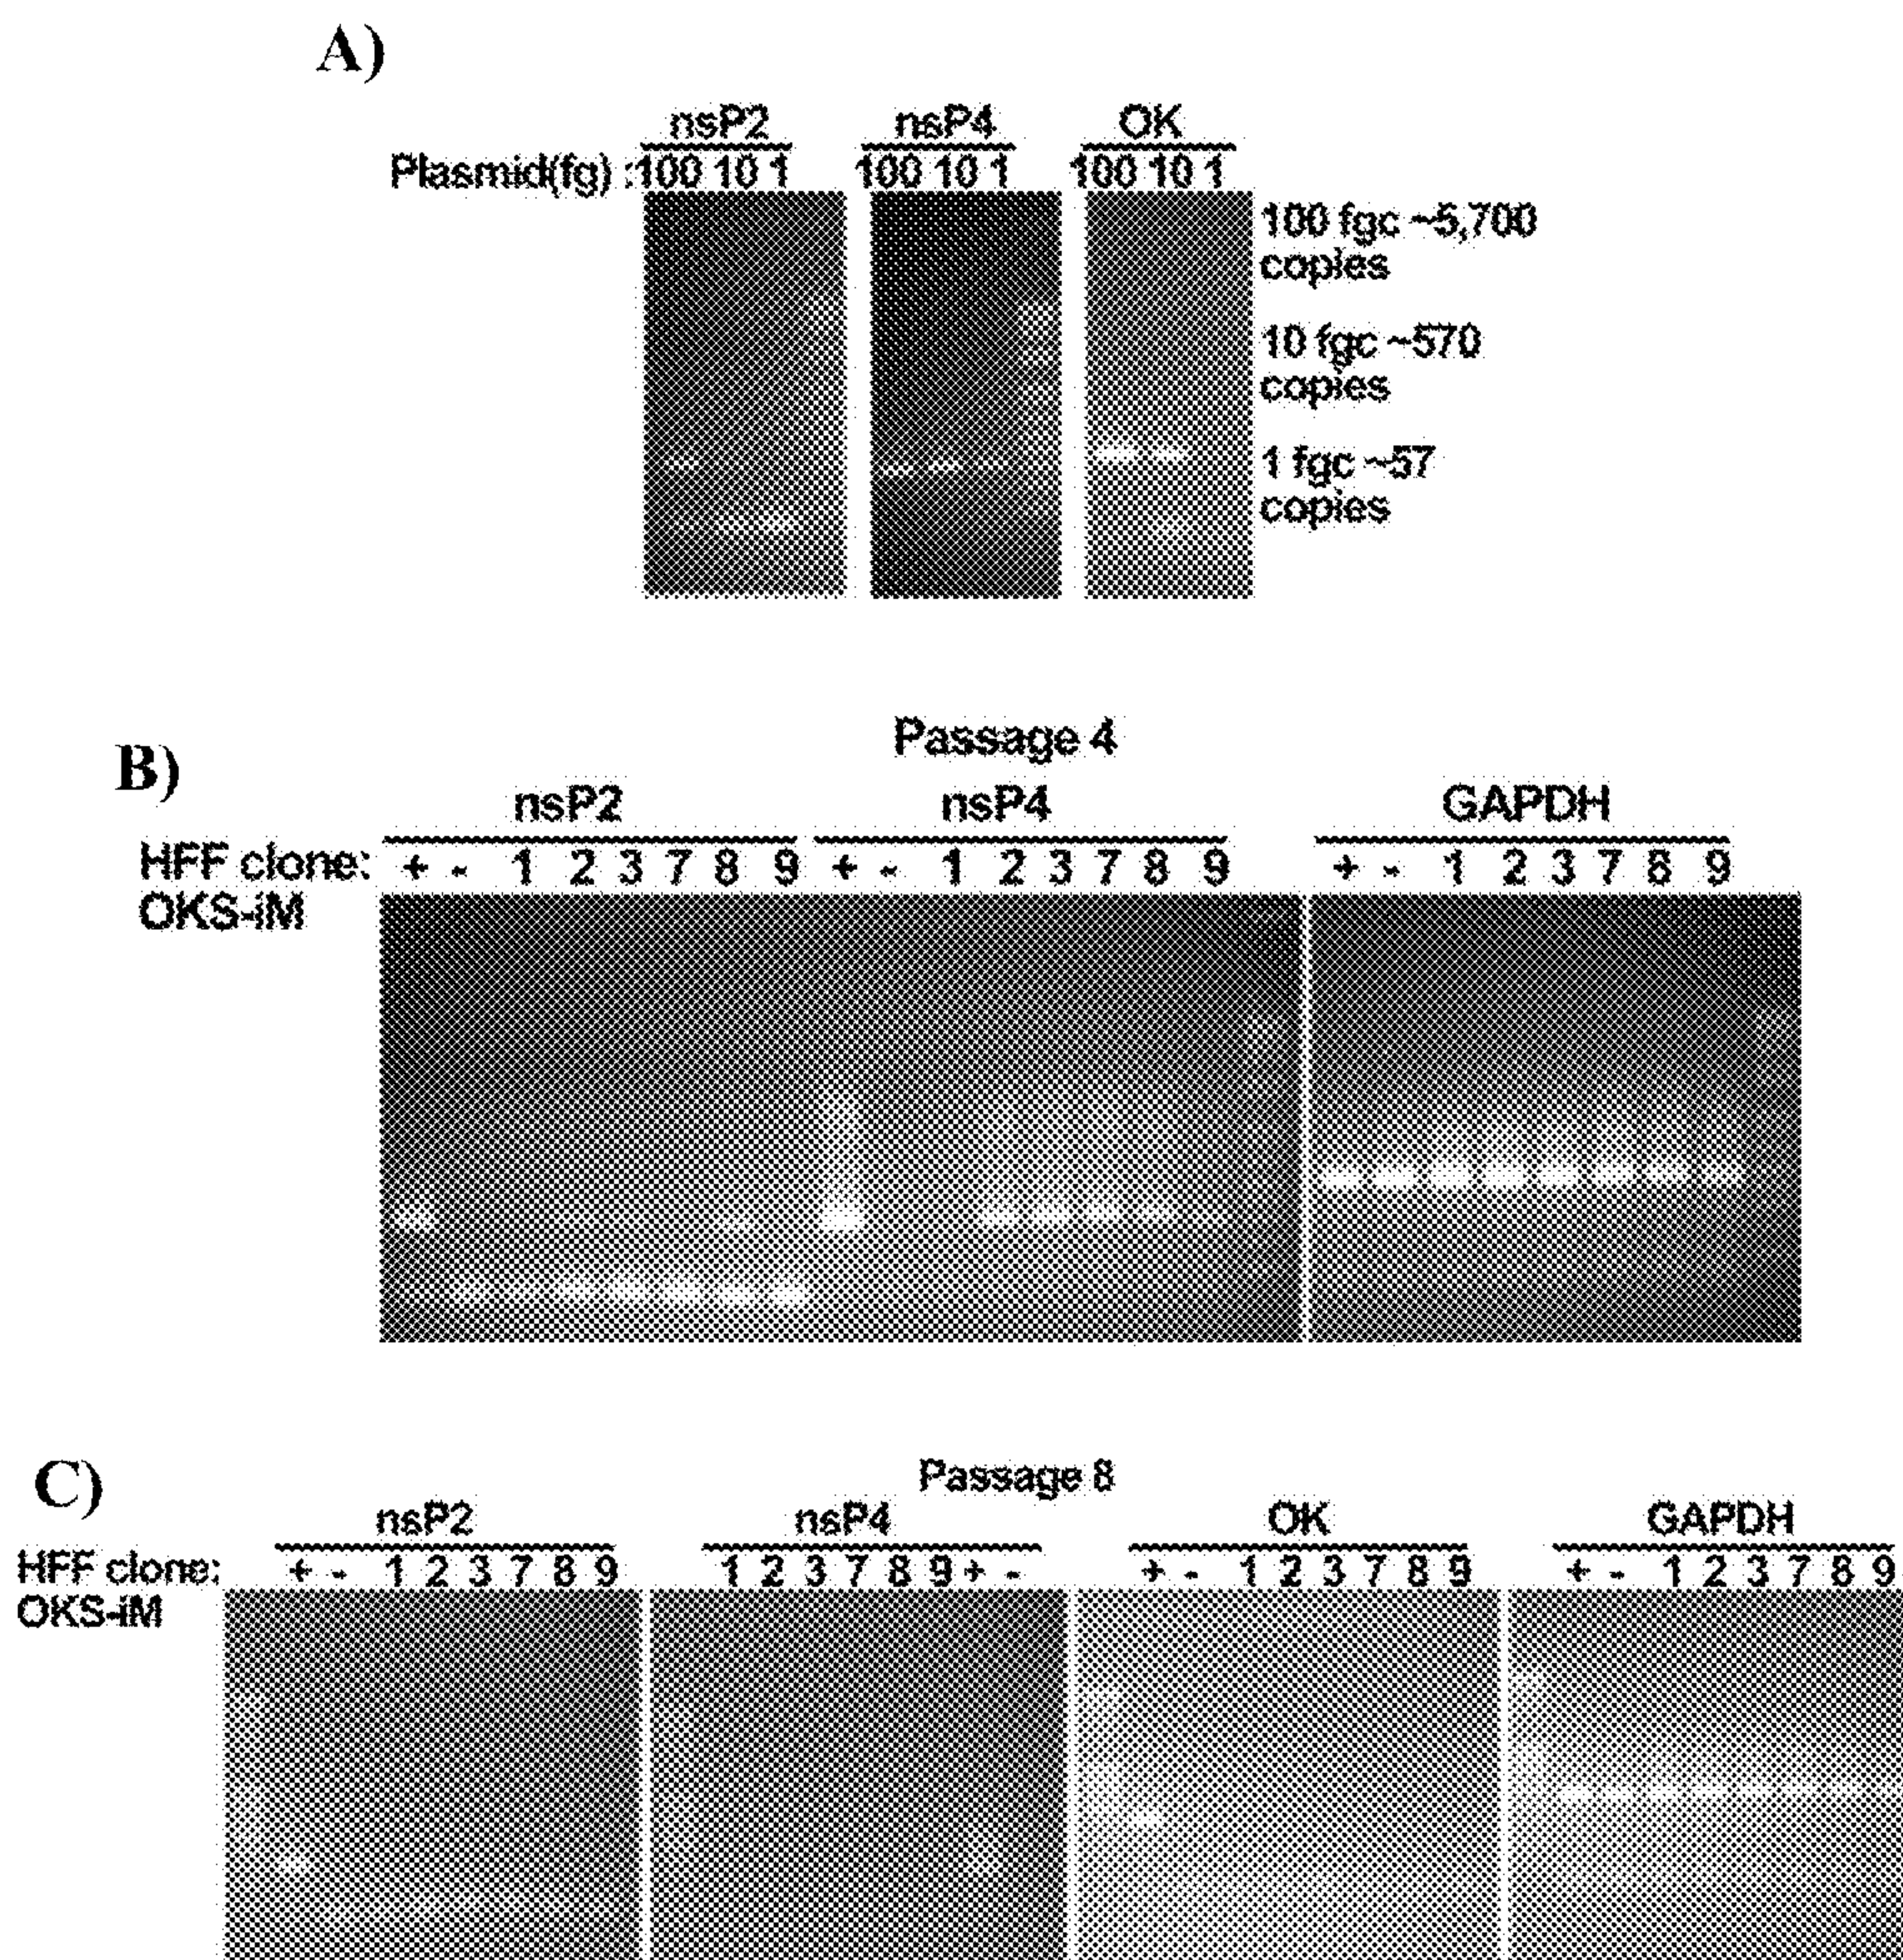 A)
nsP2 nsP4 OK
Plasmid(fg) :100 10 1 100 10 1 100 10 1
100 fgc ~5,700
copies
10 fgc ~570
copies
1 fgc ~57
copies
B)
Passage 4
nsP2 nsP4 GAPDH
HFF clone: + - 1 2 3 7 8 9 + - 1 2 3 7 8 9 + - 1 2 3 7 8 9
OKS-iM
C)
Passage 8
nsP2 nsP4 OK GAPDH
HFF clone: + - 1 2 3 7 8 9 1 2 3 7 8 9 + - + - 1 2 3 7 8 9 + - 1 2 3 7 8 9
OKS-iM